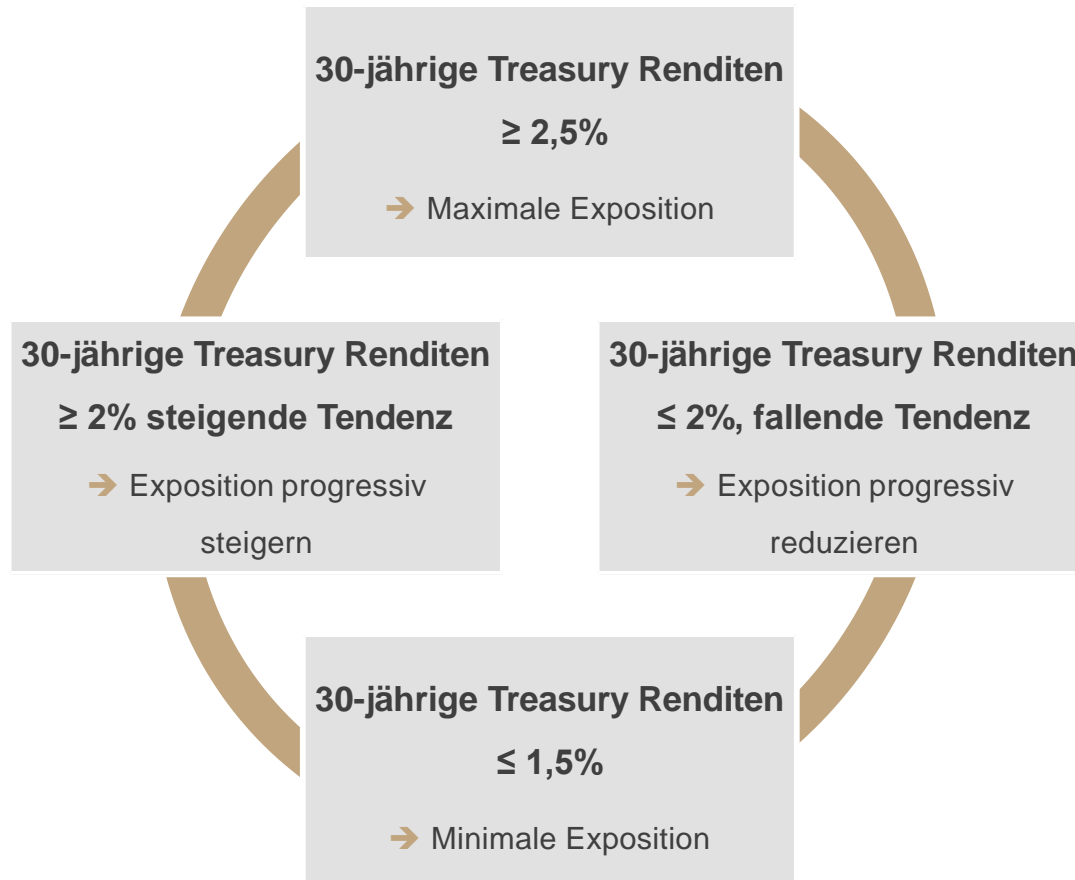 30-jährige Treasury Renditen
≥ 2,5%
➔ Maximale Exposition
30-jährige Treasury Renditen
≥ 2% steigende Tendenz
➔ Exposition progressiv
steigern
30-jährige Treasury Renditen
≤ 2%, fallende Tendenz
➔ Exposition progressiv
reduzieren
30-jährige Treasury Renditen
≤ 1,5%
➔ Minimale Exposition